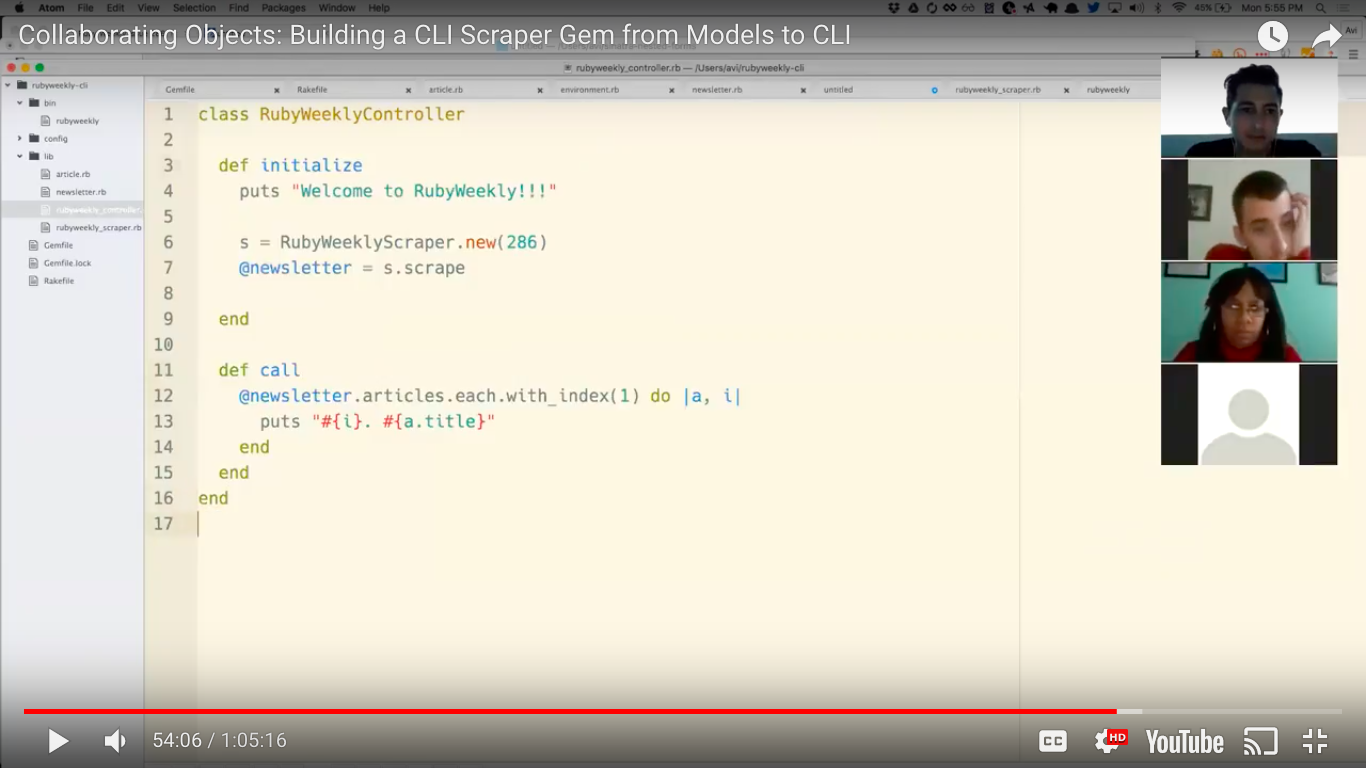 Atom File Edit View Selection Find Packages Window Help 45% Mon 5:55 PM
Collaborating Objects: Building a CLI Scraper Gem from Models to CLI
Avi
rubyweekly_controller.rb — /Users/avi/rubyweekly-cli
rubyweekly-cli
bin
rubyweekly
config
lib
article.rb
newsletter.rb
rubyweekly_controller.
rubyweekly_scraper.rb
Gemfile
Gemfile.lock
Rakefile
Gemfile Rakefile article.rb environment.rb newsletter.rb untitled rubyweekly_scraper.rb rubyweekly
1 class RubyWeeklyController
2
3 def initialize
4 puts "Welcome to RubyWeekly!!!"
5
6 s = RubyWeeklyScraper.new(286)
7 @newsletter = s.scrape
8
9 end
10
11 def call
12 @newsletter.articles.each.with_index(1) do |a, i|
13 puts "#{i}. #{a.title}"
14 end
15 end
16 end
17
54:06 / 1:05:16
CC HD YouTube